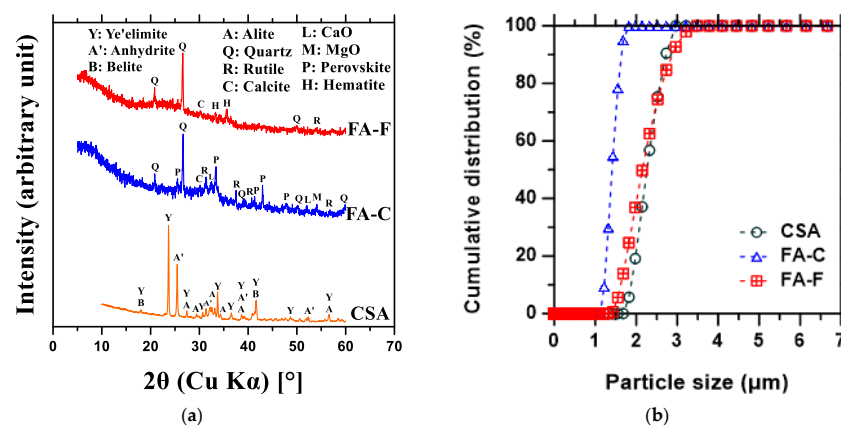 Y: Ye'elimite
A': Anhydrite
B: Belite
A: Alite
Q: Quartz
R: Rutile
C: Calcite
L: CaO
M: MgO
P: Perovskite
H: Hematite
Intensity (arbitrary unit)
Q
Q
C
H
H
Q
R
FA-F
Q
Q
P
C
R
L
P
R
Q
R
P
P
Q
L
M
R
Q
FA-C
Y
B
Y
A'
Y
A
A
Y
A'
Y
A
Y
Y
A'
A
Y
B
Y
A'
Y
A
CSA
0 10 20 30 40 50 60 70
2θ (Cu Kα) [°]
(a)
Cumulative distribution (%)
100
80
60
40
20
0
CSA
FA-C
FA-F
0 1 2 3 4 5 6 7
Particle size (μm)
(b)